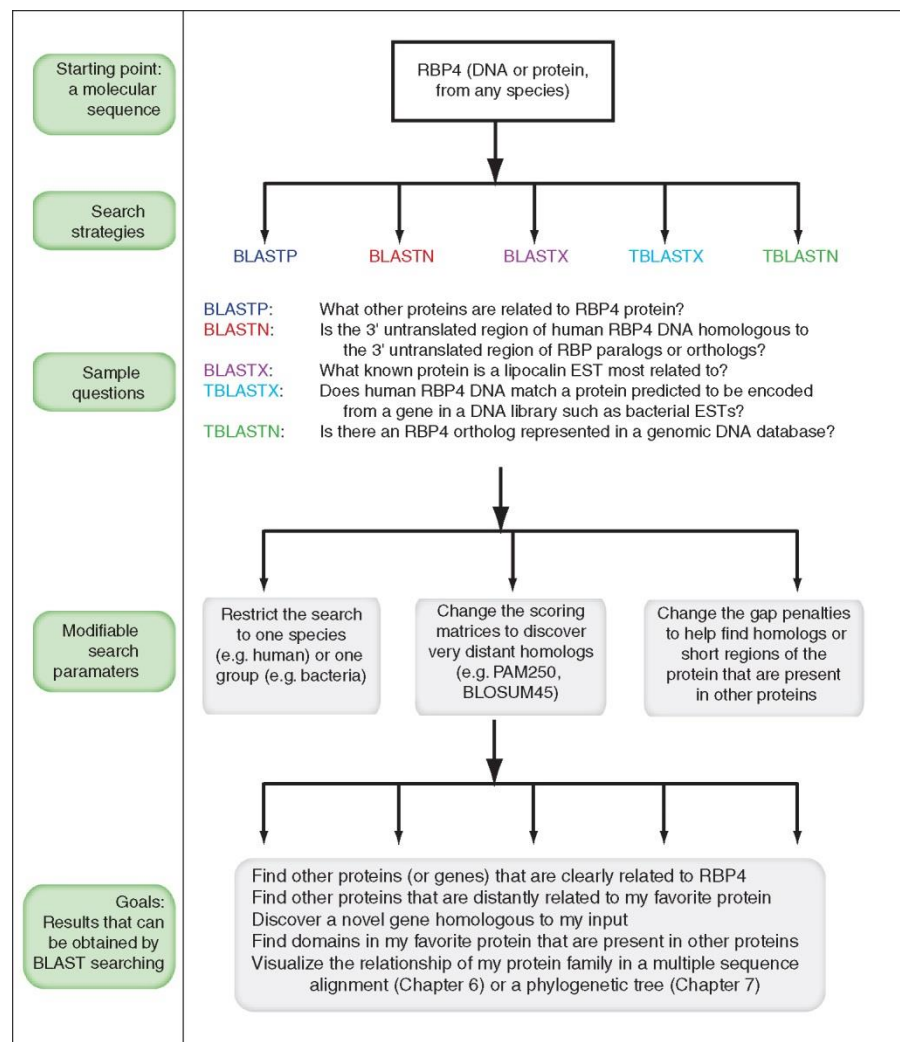 Starting point:
a molecular
sequence
RBP4 (DNA or protein,
from any species)
Search
strategies
BLASTP
BLASTN
BLASTX
TBLASTX
TBLASTN
Sample
questions
BLASTP: What other proteins are related to RBP4 protein?
BLASTN: Is the 3' untranslated region of human RBP4 DNA homologous to
the 3' untranslated region of RBP paralogs or orthologs?
BLASTX: What known protein is a lipocalin EST most related to?
TBLASTX: Does human RBP4 DNA match a protein predicted to be encoded
from a gene in a DNA library such as bacterial ESTs?
TBLASTN: Is there an RBP4 ortholog represented in a genomic DNA database?
Modifiable
search
paramaters
Restrict the search
to one species
(e.g. human) or one
group (e.g. bacteria)
Change the scoring
matrices to discover
very distant homologs
(e.g. PAM250,
BLOSUM45)
Change the gap penalties
to help find homologs or
short regions of the
protein that are present
in other proteins
Goals:
Results that can
be obtained by
BLAST searching
Find other proteins (or genes) that are clearly related to RBP4
Find other proteins that are distantly related to my favorite protein
Discover a novel gene homologous to my input
Find domains in my favorite protein that are present in other proteins
Visualize the relationship of my protein family in a multiple sequence
alignment (Chapter 6) or a phylogenetic tree (Chapter 7)